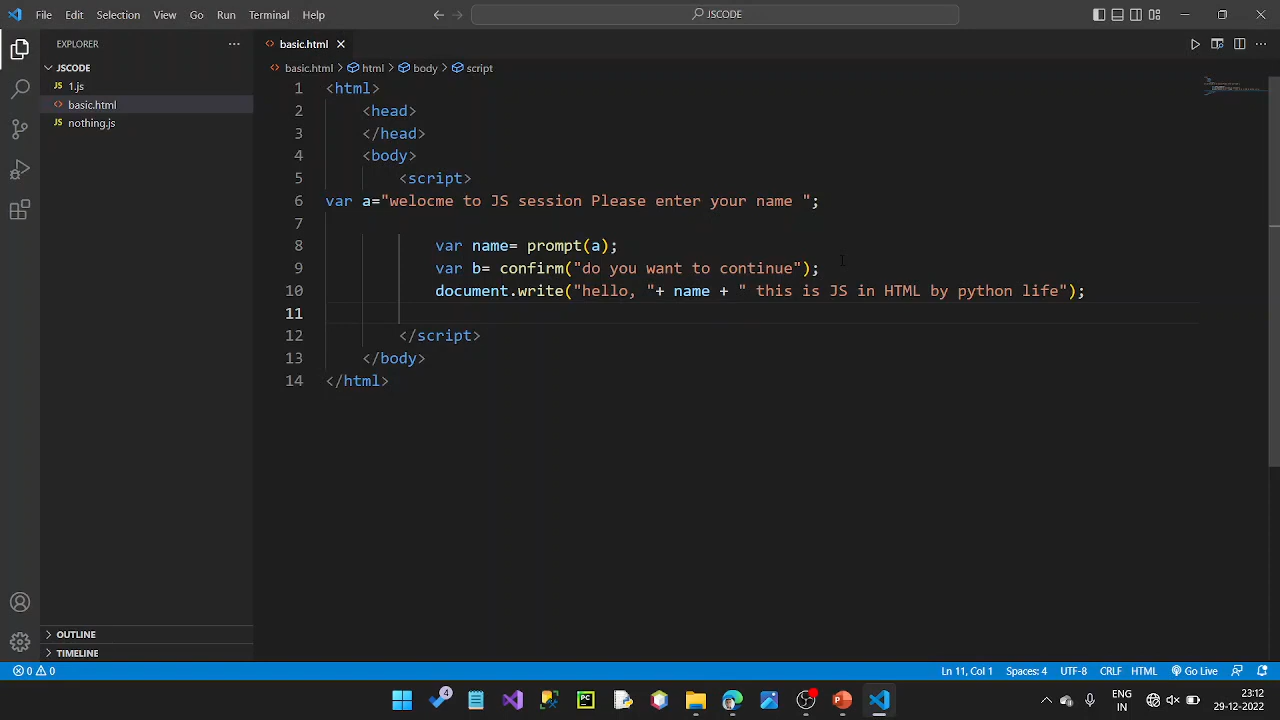 File Edit Selection View Go Run Terminal Help JSCODE
EXPLORER
JSCODE
1.js
basic.html
nothing.js
OUTLINE
TIMELINE
basic.html
basic.html > html > body > script
1 <html>
2 <head>
3 </head>
4 <body>
5 <script>
6 var a="welocme to JS session Please enter your name ";
7
8 var name= prompt(a);
9 var b= confirm("do you want to continue");
10 document.write("hello, "+ name + " this is JS in HTML by python life");
11
12 </script>
13 </body>
14 </html>
0 0 Ln 11, Col 1 Spaces: 4 UTF-8 CRLF HTML Go Live
4 PC P ENG IN 23:12 29-12-2022